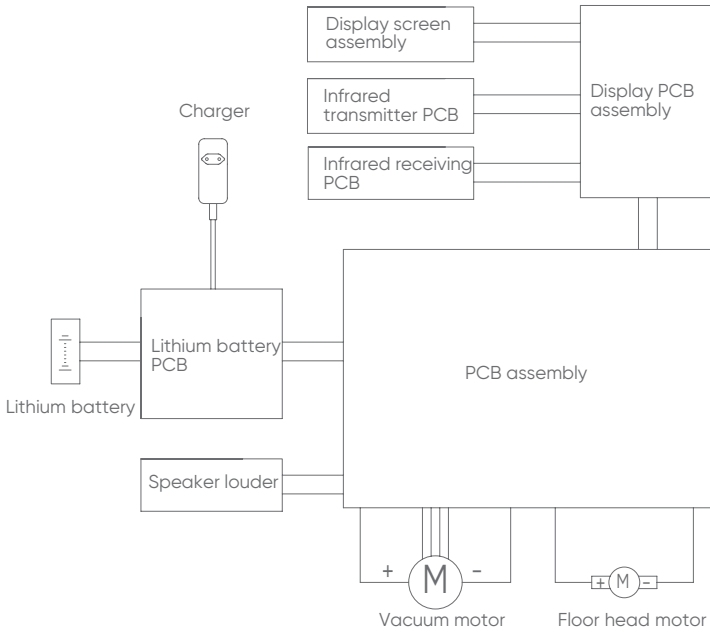 Display screen
assembly
Display PCB
assembly
Charger
Infrared
transmitter PCB
Infrared receiving
PCB
Lithium battery
PCB
PCB assembly
Lithium battery
Speaker louder
+ M -
+ M -
Vacuum motor
Floor head motor